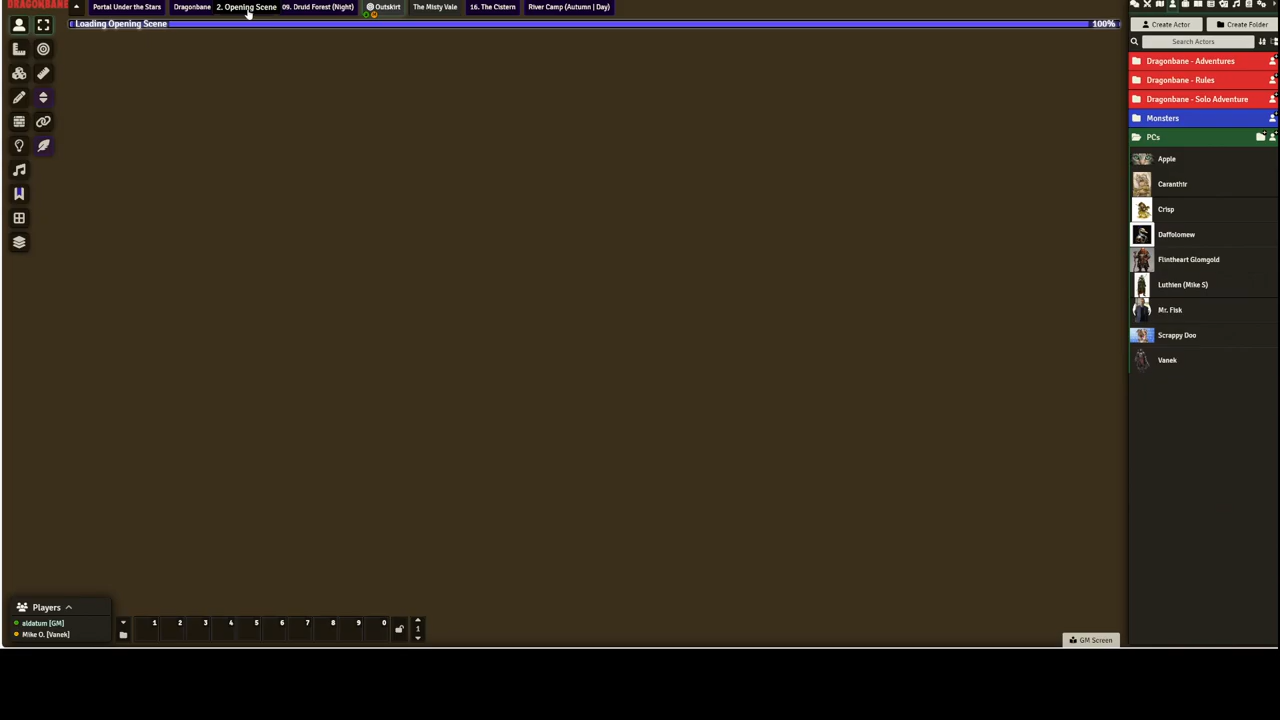 DRAGONBANE
Portal Under the Stars
Dragonbane
2. Opening Scene
09. Druid Forest (Night)
Outskirt
The Misty Vale
16. The Cistern
River Camp (Autumn | Day)
Loading Opening Scene
100%
Create Actor
Create Folder
Search Actors
Dragonbane - Adventures
Dragonbane - Rules
Dragonbane - Solo Adventure
Monsters
PCs
Apple
Caranthir
Crisp
Daffolomew
Flintheart Glomgold
Luthien (Mike S)
Mr. Fisk
Scrappy Doo
Vanek
Players
aldatum [GM]
Mike O. [Vanek]
1 2 3 4 5 6 7 8 9 0
1
GM Screen